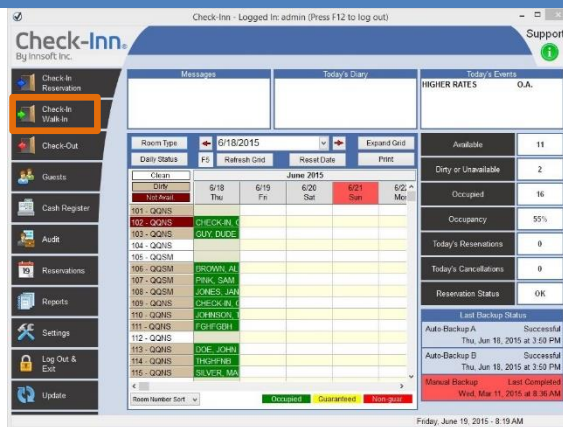 Check-Inn - Logged In: admin (Press F12 to log out)
Check-Inn®
By Innsoft Inc.
Support
Check-In
Reservation
Check-In
Walk-In
Check-Out
Guests
Cash Register
Audit
19
Reservations
Reports
Settings
Log Out &
Exit
Update
Messages
Today's Diary
Today's Events
HIGHER RATES O.A.
Room Type 6/18/2015 Expand Grid
Daily Status F5 Refresh Grid Reset Date Print
Clean June 2015
Dirty
Not Avail.
6/18 6/19 6/20 6/21 6/22
Thu Fri Sat Sun Mon
101 - QQNS
102 - QQNS CHECK-IN, C
103 - QQNS GUY, DUDE
104 - QQNS
105 - QQSM
106 - QQSM BROWN, AL
107 - QQSM PINK, SAM
108 - QQSM JONES, JAN
109 - QQNS CHECK-IN, C
110 - QQNS JOHNSON, T
111 - QQNS FGHFGBH
112 - QQNS
113 - QQNS DOE, JOHN
114 - QQNS THGHFNB
115 - QQNS SILVER, MA
Room Number Sort Occupied Guaranteed Non-guar
Available 11
Dirty or Unavailable 2
Occupied 16
Occupancy 55%
Today's Reservations 0
Today's Cancellations 0
Reservation Status OK
Last Backup Status
Auto-Backup A Successful
Thu, Jun 18, 2015 at 3:50 PM
Auto-Backup B Successful
Thu, Jun 18, 2015 at 3:50 PM
Manual Backup Last Completed
Wed, Mar 11, 2015 at 8:36 AM
Friday, June 19, 2015 - 8:19 AM